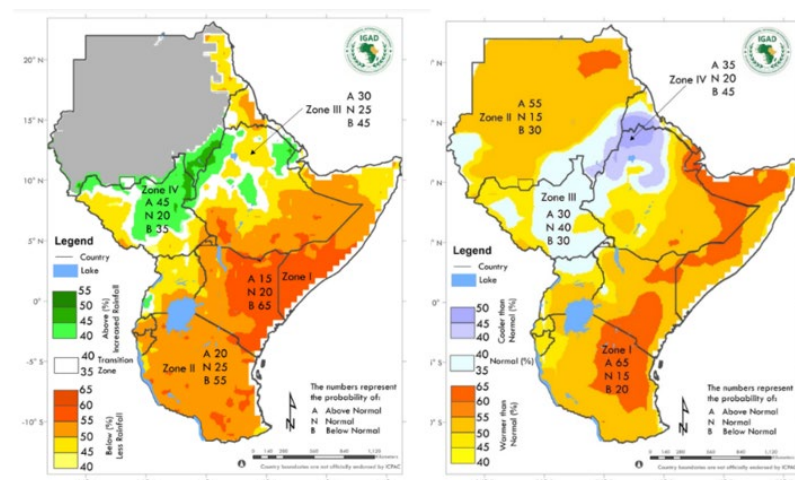 IGAD
20° N
15° N
10° N
5° N
0°
-5° S
-10° S
A 30
Zone III N 25
B 45
Zone IV
A 45
N 20
B 35
A 15
N 20
B 65
Zone I
Zone II
A 20
N 25
B 55
Legend
Country
Lake
55
50
45
40
Above (%)
Increased Rainfall
40
35
Transition
Zone
65
60
55
50
45
40
Below (%)
Less Rainfall
N
The numbers represent
the probability of:
A Above Normal
N Normal
B Below Normal
Country boundaries are not officially endorsed by ICPAC
IGAD
A 35
Zone IV N 20
B 45
A 55
Zone II N 15
B 30
Zone III
A 30
N 40
B 30
Zone I
A 65
N 15
B 20
Legend
Country
Lake
50
45
40
Cooler than
Normal (%)
40
35
Normal (%)
65
60
55
50
45
40
Warmer than
Normal (%)
N
The numbers represent
the probability of:
A Above Normal
N Normal
B Below Normal
Country boundaries are not officially endorsed by ICPAC